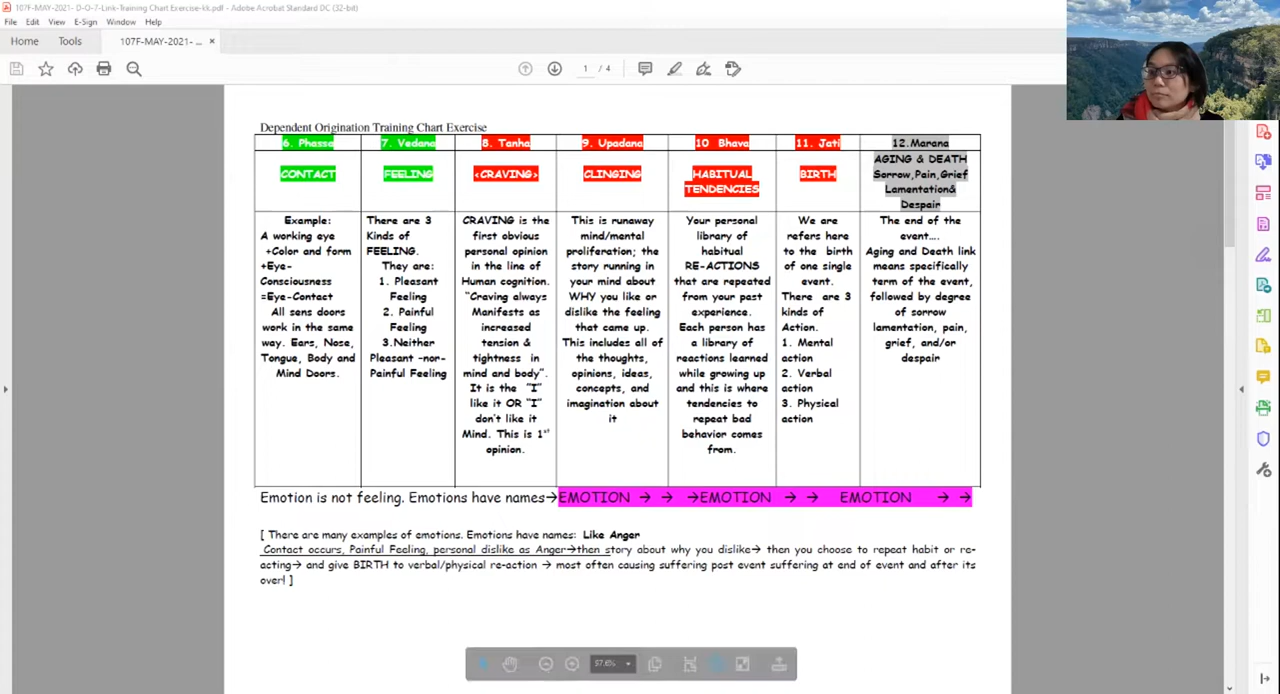 107F-MAY-2021- D-O-7-Link-Training Chart Exercise-kk.pdf - Adobe Acrobat Standard DC (32-bit)
File Edit View E-Sign Window Help
Home Tools 107F-MAY-2021- ... ×
1 / 4
Dependent Origination Training Chart Exercise
6. Phassa
7. Vedana
8. Tanha
9. Upadana
10 Bhava
11. Jati
12.Marana
CONTACT
FEELING
<CRAVING>
CLINGING
HABITUAL
TENDENCIES
BIRTH
AGING & DEATH
Sorrow,Pain,Grief
Lamentation&
Despair
Example:
A working eye
+Color and form
+Eye-
Consciousness
=Eye-Contact
All sens doors
work in the same
way. Ears, Nose,
Tongue, Body and
Mind Doors.
There are 3
Kinds of
FEELING.
They are:
1. Pleasant
Feeling
2. Painful
Feeling
3.Neither
Pleasant -nor-
Painful Feeling
CRAVING is the
first obvious
personal opinion
in the line of
Human cognition.
"Craving always
Manifests as
increased
tension &
tightness in
mind and body".
It is the "I"
like it OR "I"
don't like it
Mind. This is 1st
opinion.
This is runaway
mind/mental
proliferation; the
story running in
your mind about
WHY you like or
dislike the feeling
that came up.
This includes all of
the thoughts,
opinions, ideas,
concepts, and
imagination about
it
Your personal
library of
habitual
RE-ACTIONS
that are repeated
from your past
experience.
Each person has
a library of
reactions learned
while growing up
and this is where
tendencies to
repeat bad
behavior comes
from.
We are
refers here
to the birth
of one single
event.
There are 3
kinds of
Action.
1. Mental
action
2. Verbal
action
3. Physical
action
The end of the
event....
Aging and Death link
means specifically
term of the event,
followed by degree
of sorrow
lamentation, pain,
grief, and/or
despair
Emotion is not feeling. Emotions have names→EMOTION → → →EMOTION → → EMOTION → →
[ There are many examples of emotions. Emotions have names: Like Anger
Contact occurs, Painful Feeling, personal dislike as Anger→then story about why you dislike→ then you choose to repeat habit or re-
acting→ and give BIRTH to verbal/physical re-action → most often causing suffering post event suffering at end of event and after its
over! ]
57.6%